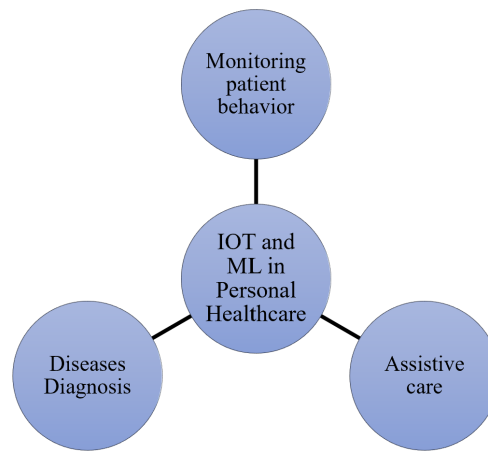 Monitoring
patient
behavior
IOT and
ML in
Personal
Healthcare
Diseases
Diagnosis
Assistive
care